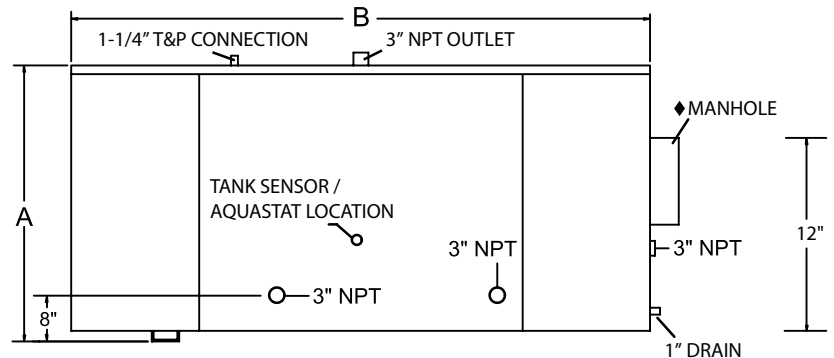 B
1-1/4” T&P CONNECTION
3” NPT OUTLET
♦MANHOLE
TANK SENSOR /
AQUASTAT LOCATION
A
12"
3" NPT
3" NPT
3" NPT
8"
1” DRAIN